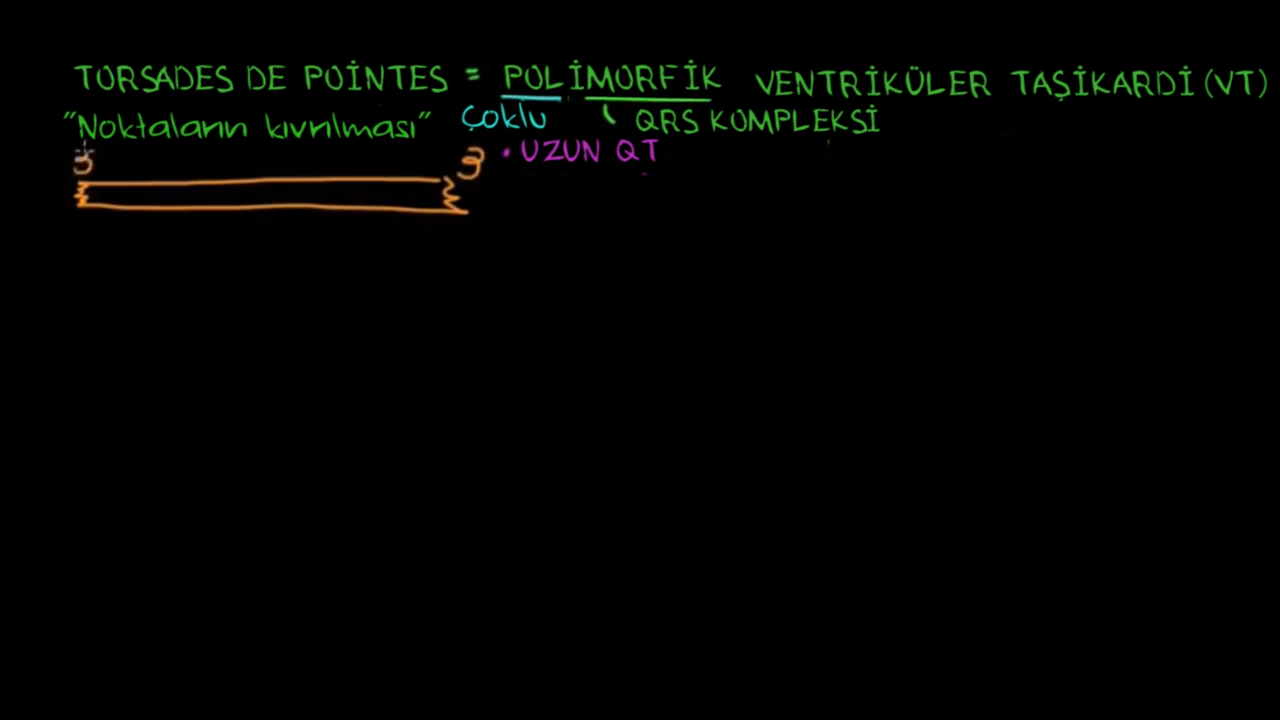 TORSADES DE POİNTES = POLİMORFİK VENTRİKÜLER TAŞİKARDİ (VT)
"Noktaların kıvrılması" çoklu QRS KOMPLEKSİ
• UZUN QT